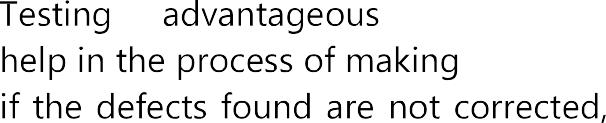 Testing advantageous
help in the process of making
if the defects found are not corrected,